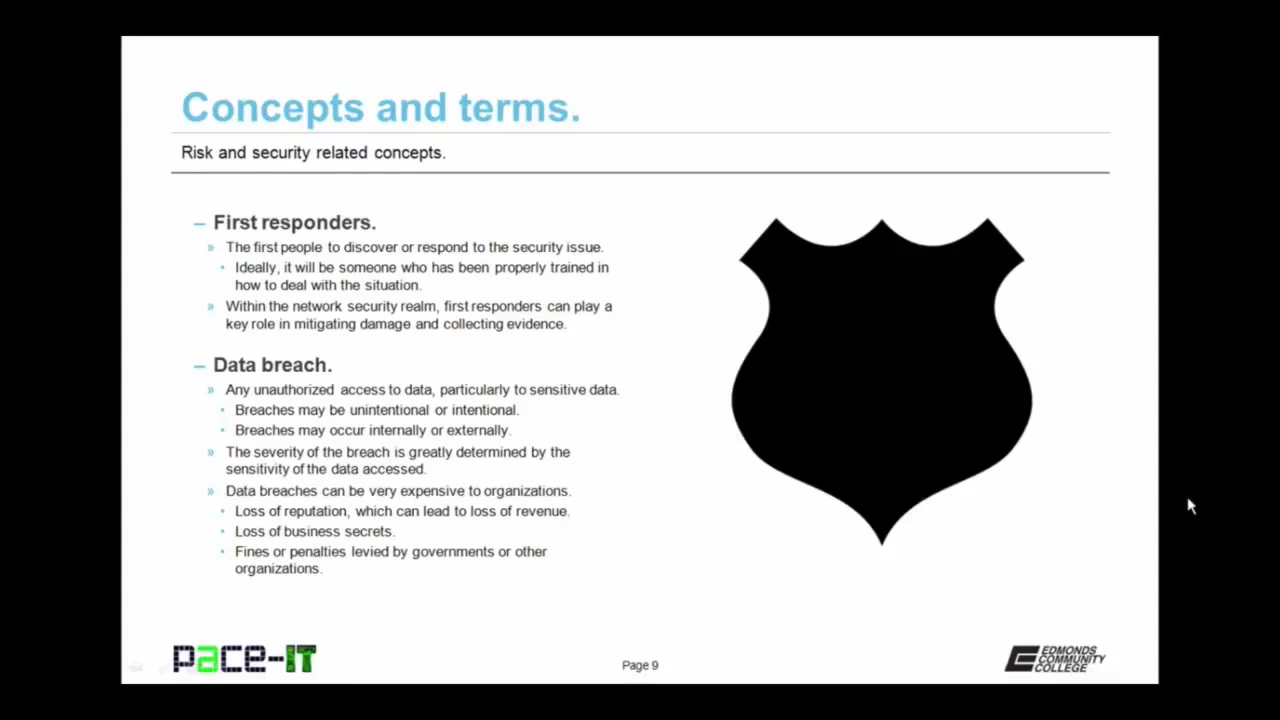 Concepts and terms.
Risk and security related concepts.
– First responders.
» The first people to discover or respond to the security issue.
• Ideally, it will be someone who has been properly trained in
how to deal with the situation.
» Within the network security realm, first responders can play a
key role in mitigating damage and collecting evidence.
– Data breach.
» Any unauthorized access to data, particularly to sensitive data.
• Breaches may be unintentional or intentional.
• Breaches may occur internally or externally.
» The severity of the breach is greatly determined by the
sensitivity of the data accessed.
» Data breaches can be very expensive to organizations.
• Loss of reputation, which can lead to loss of revenue.
• Loss of business secrets.
• Fines or penalties levied by governments or other
organizations.
pace-IT
Page 9
EDMONDS
COMMUNITY
COLLEGE